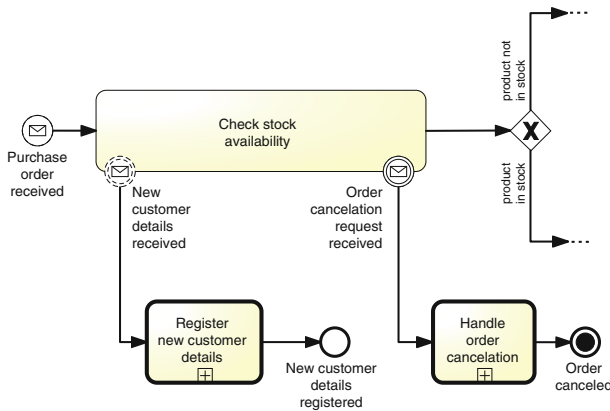 product not
in stock
Check stock
availability
Purchase
order
received
product
in stock
New
customer
details
received
Order
cancelation
request
received
Register
new customer
details
New customer
details
registered
Handle
order
cancelation
Order
canceled